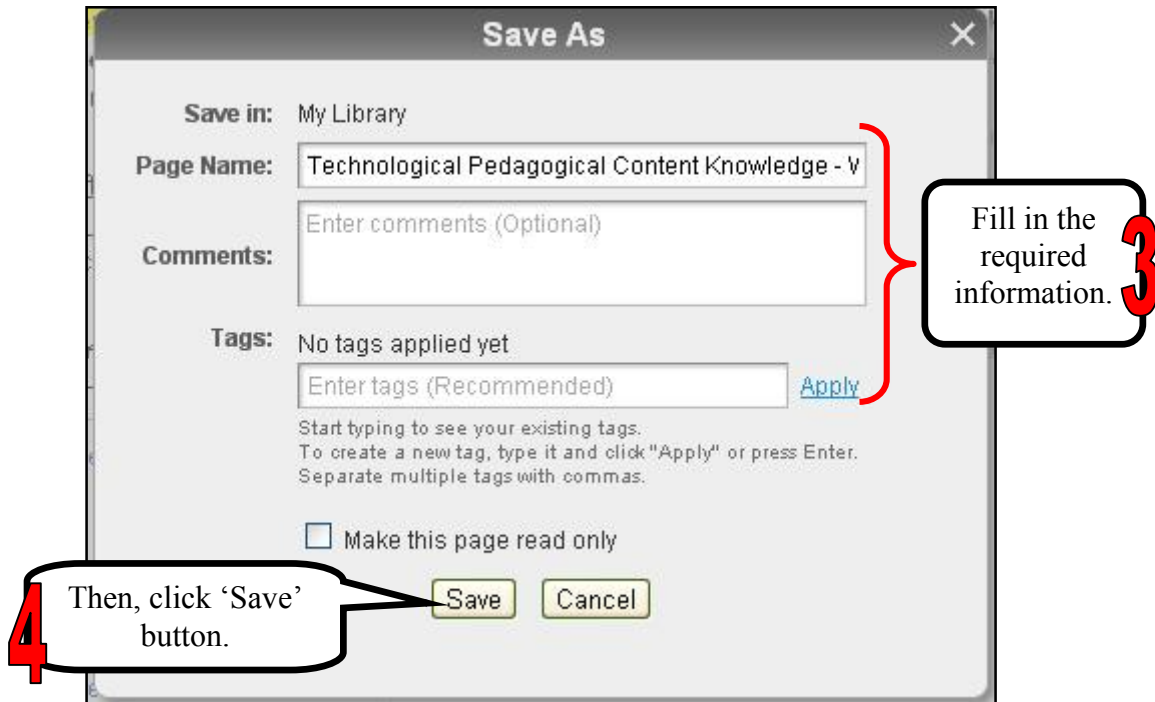 Save As
Save in: My Library
Page Name: Technological Pedagogical Content Knowledge - V
Comments: Enter comments (Optional)
Tags: No tags applied yet
Enter tags (Recommended) Apply
Start typing to see your existing tags.
To create a new tag, type it and click "Apply" or press Enter.
Separate multiple tags with commas.
Make this page read only
Save Cancel
Fill in the
required
information.
3
Then, click ‘Save’
button.
4